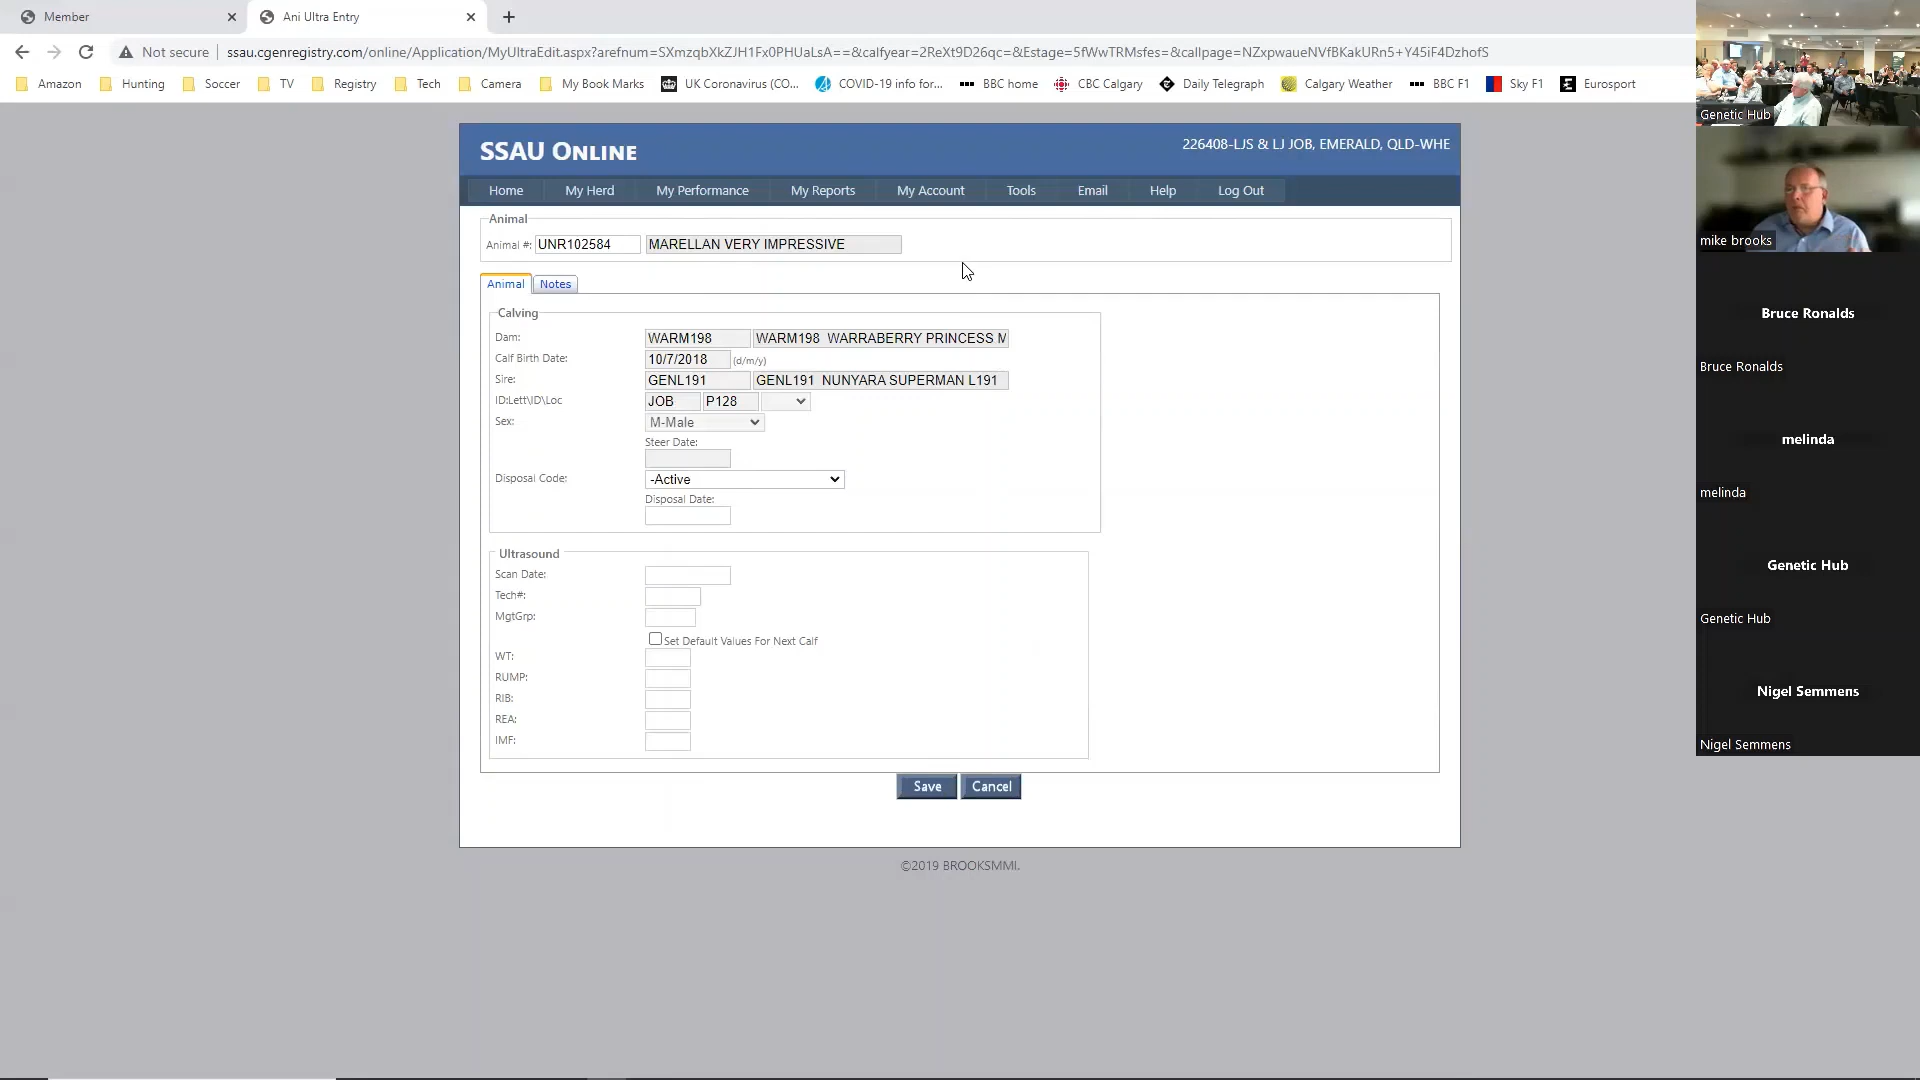 Member
Ani Ultra Entry
Not secure ssau.cgenregistry.com/online/Application/MyUltraEdit.aspx?arefnum=SXmzqbXkZJH1Fx0PHUaLsA==&calfyear=2ReXt9D26qc=&Estage=5fWwTRMsfes=&callpage=NZxpwaueNVfBKakURn5+Y45iF4DzhofS
Amazon Hunting Soccer TV Registry Tech Camera My Book Marks UK Coronavirus (CO... COVID-19 info for... BBC home CBC Calgary Daily Telegraph Calgary Weather BBC F1 Sky F1 Eurosport
SSAU ONLINE
226408-LJS & LJ JOB, EMERALD, QLD-WHE
Home My Herd My Performance My Reports My Account Tools Email Help Log Out
Animal
Animal #: UNR102584 MARELLAN VERY IMPRESSIVE
Animal Notes
Calving
Dam: WARM198 WARM198 WARRABERRY PRINCESS M
Calf Birth Date: 10/7/2018 (d/m/y)
Sire: GENL191 GENL191 NUNYARA SUPERMAN L191
ID:Lett\ID\Loc JOB P128
Sex: M-Male
Steer Date:
Disposal Code: -Active
Disposal Date:
Ultrasound
Scan Date:
Tech#:
MgtGrp:
Set Default Values For Next Calf
WT:
RUMP:
RIB:
REA:
IMF:
Save Cancel
©2019 BROOKSMMI.
Genetic Hub
mike brooks
Bruce Ronalds
Bruce Ronalds
melinda
melinda
Genetic Hub
Genetic Hub
Nigel Semmens
Nigel Semmens